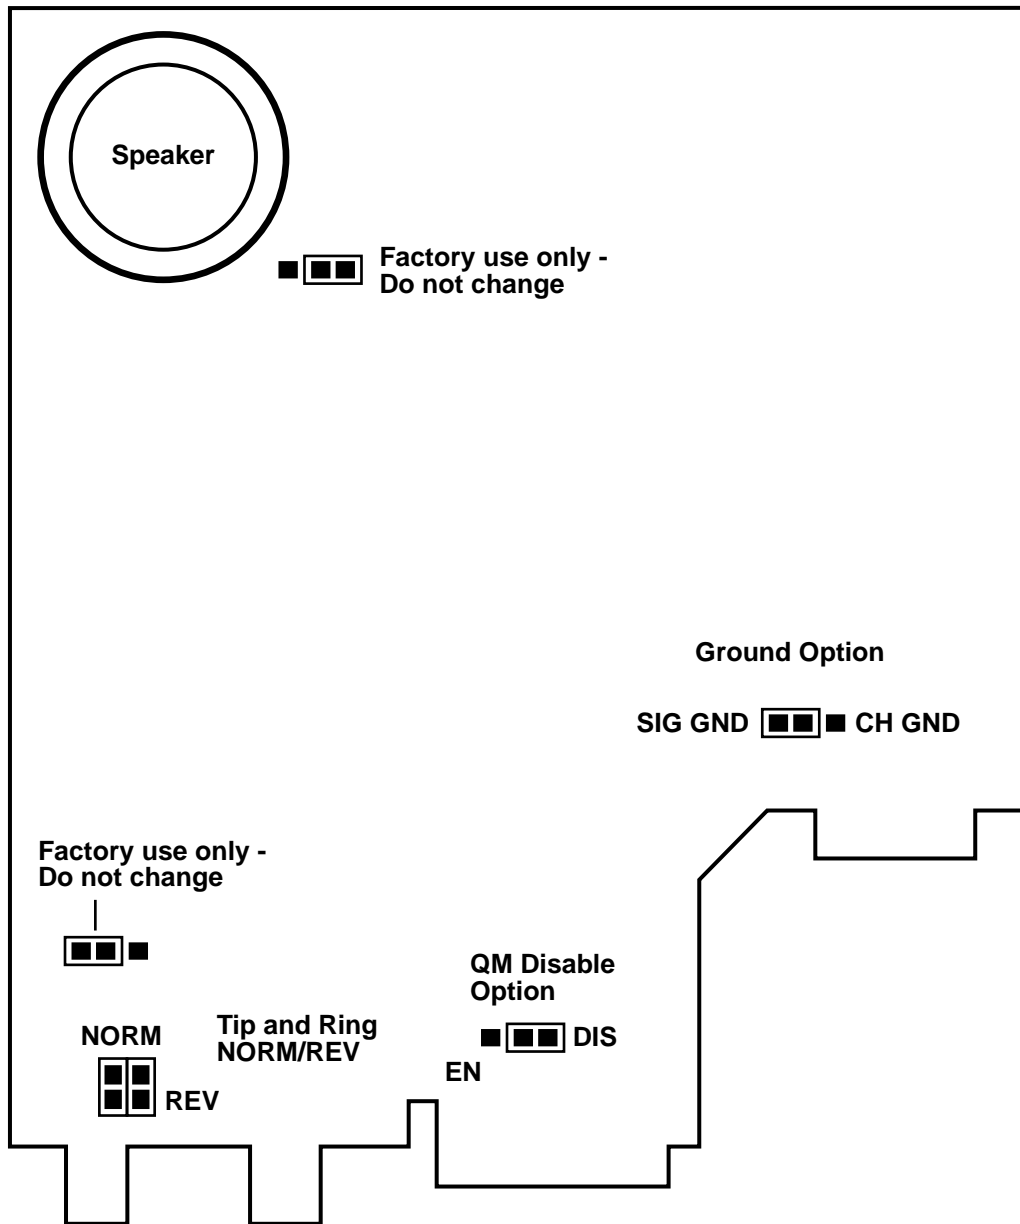 Speaker
Factory use only -
Do not change
Ground Option
SIG GND
CH GND
Factory use only -
Do not change
QM Disable
Option
DIS
EN
Tip and Ring
NORM/REV
NORM
REV